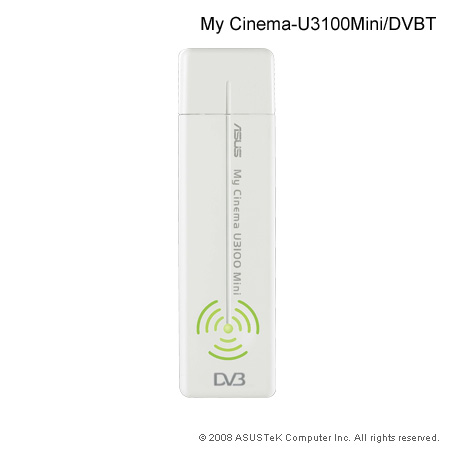 My Cinema-U3100Mini/DVBT
ASUS My Cinema U3100 Mini
DVB
© 2008 ASUSTeK Computer Inc. All rights reserved.